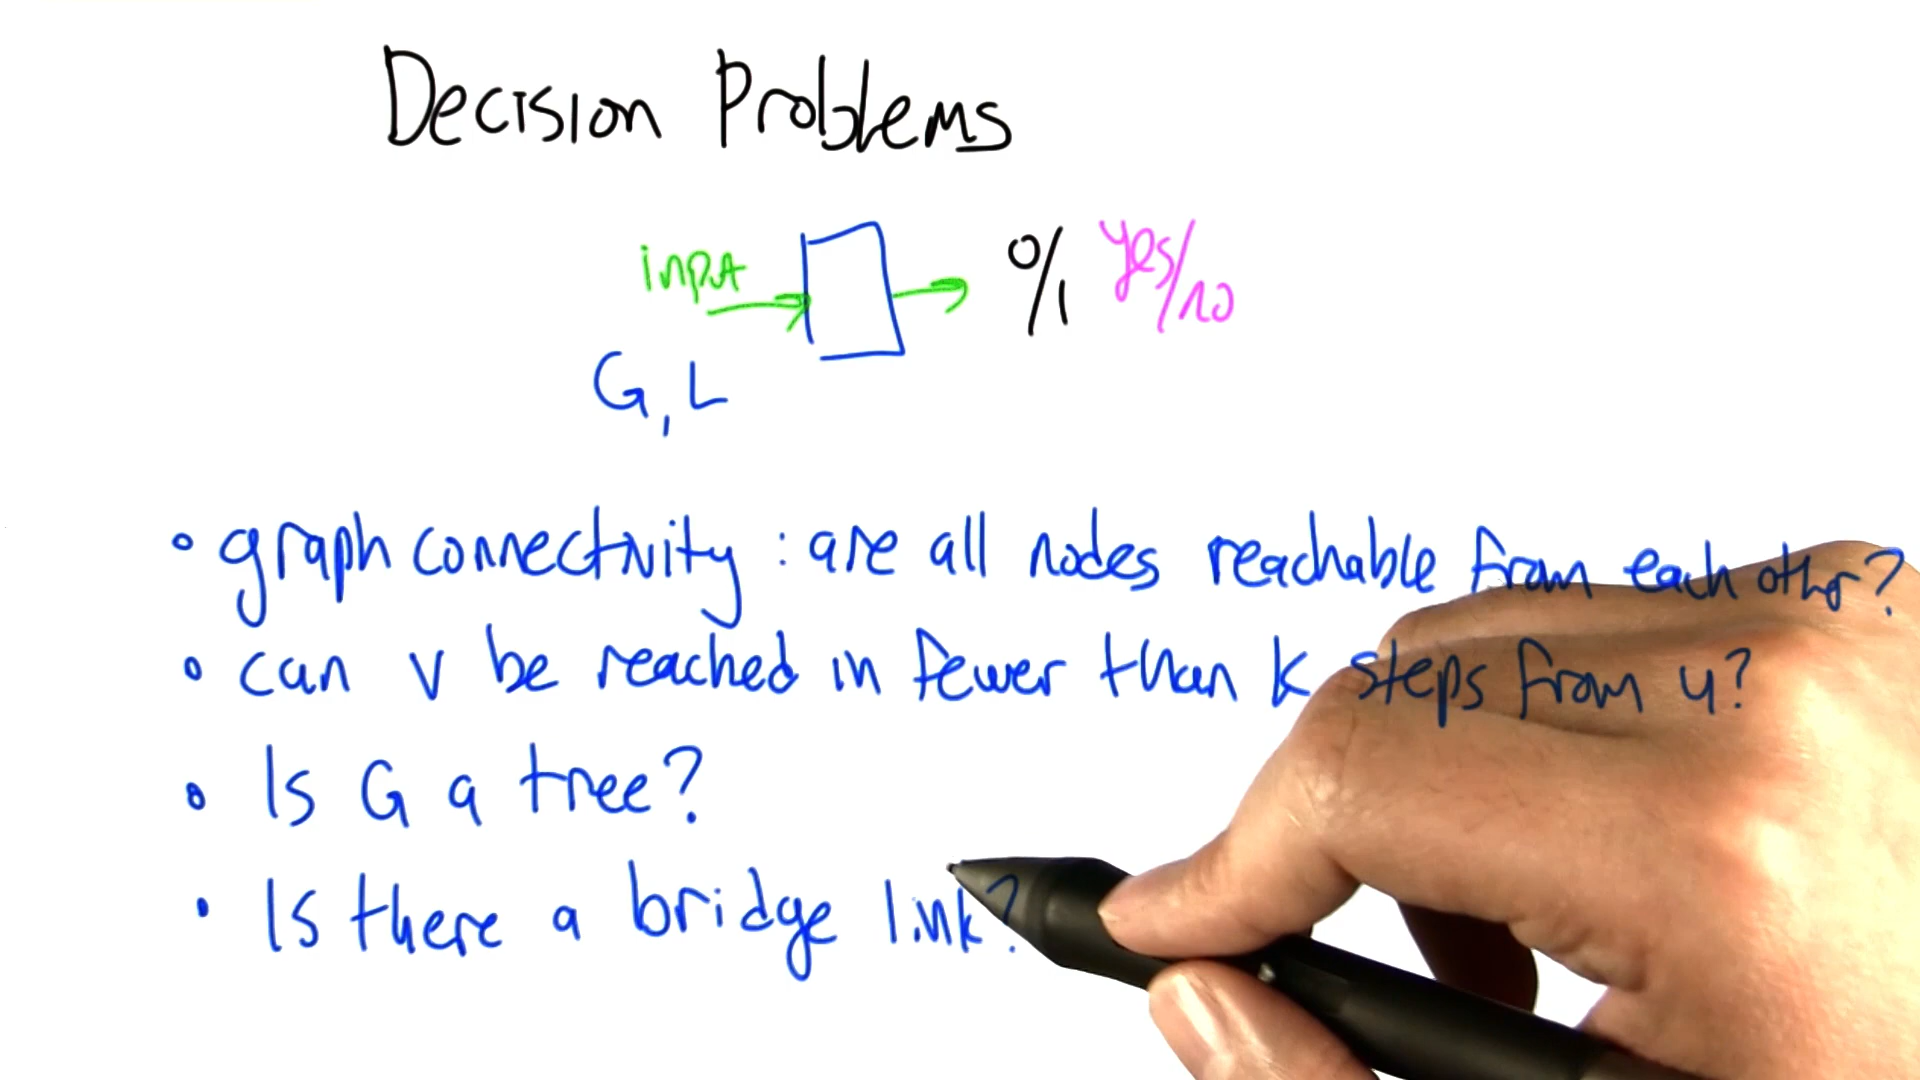 Decision Problems
input 0/1 yes/no
G, L
• graph connectivity : are all nodes reachable from each other?
• can v be reached in fewer than k steps from u?
• Is G a tree?
• Is there a bridge link?